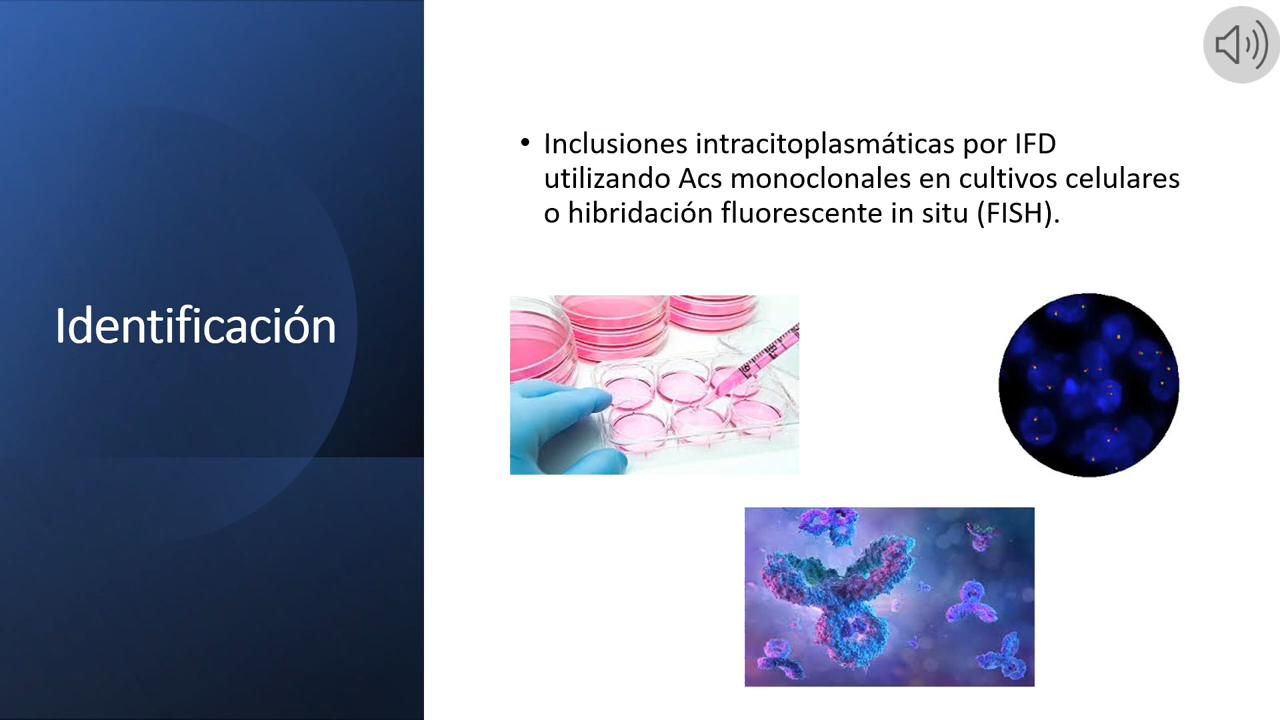 Identificación
• Inclusiones intracitoplasmáticas por IFD
utilizando Acs monoclonales en cultivos celulares
o hibridación fluorescente in situ (FISH).